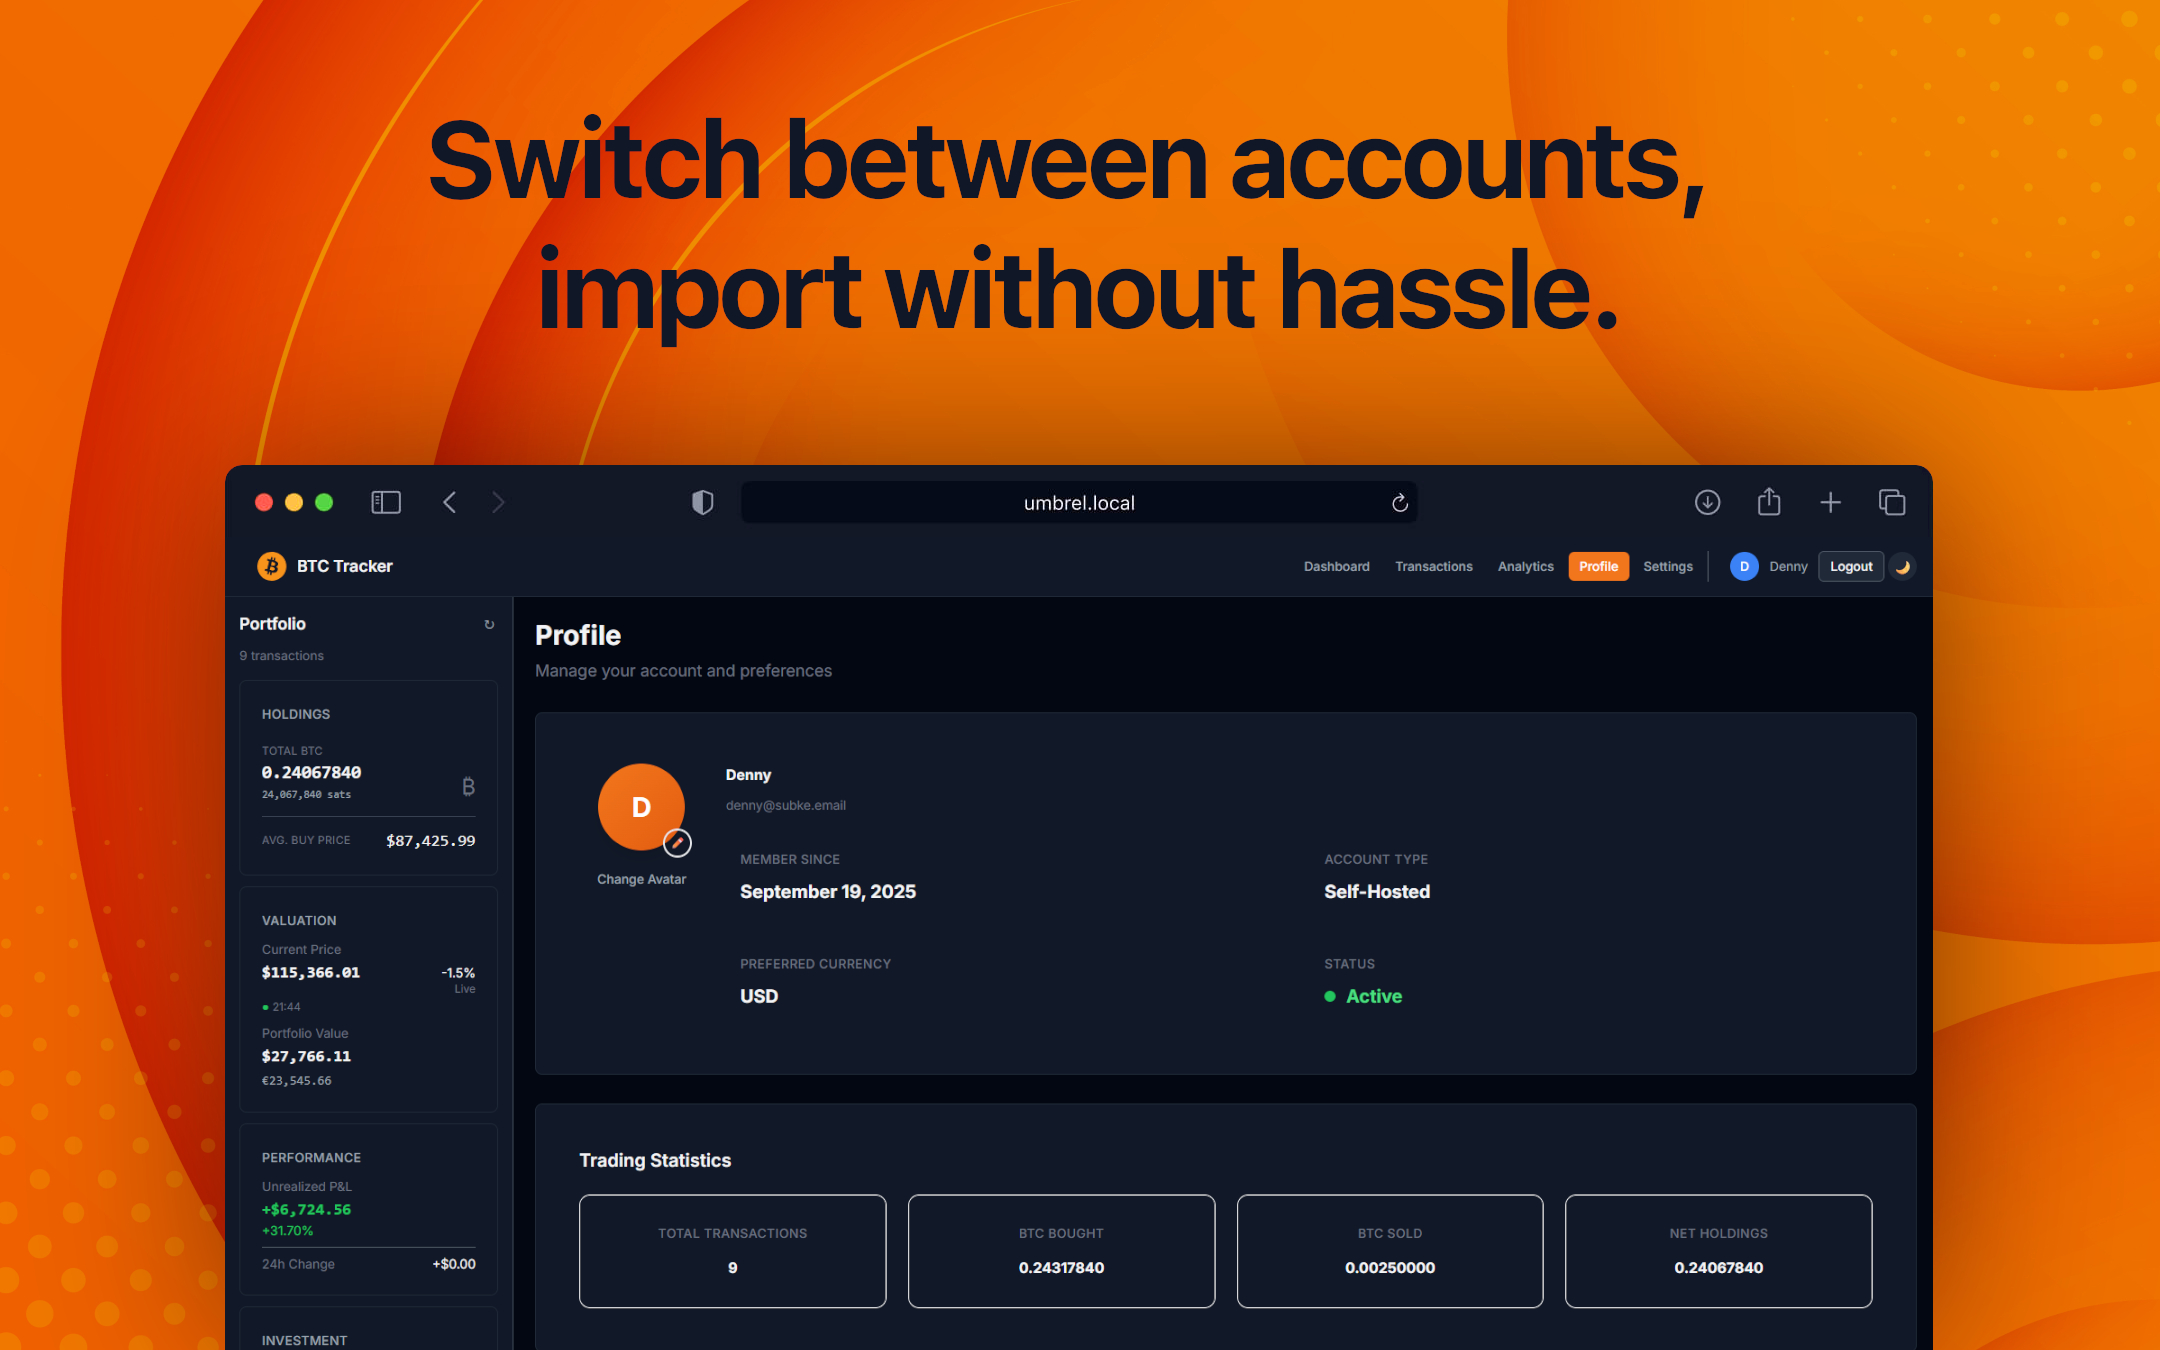 Switch between accounts,
import without hassle.
umbrel.local
BTC Tracker
Dashboard Transactions Analytics Profile Settings D Denny Logout
Portfolio
9 transactions
HOLDINGS
TOTAL BTC
0.24067840
24,067,840 sats
AVG. BUY PRICE $87,425.99
VALUATION
Current Price
$115,366.01 -1.5%
Live
21:44
Portfolio Value
$27,766.11
€23,545.66
PERFORMANCE
Unrealized P&L
+$6,724.56
+31.70%
24h Change +$0.00
INVESTMENT
Profile
Manage your account and preferences
D
Change Avatar
Denny
denny@subke.email
MEMBER SINCE
September 19, 2025
ACCOUNT TYPE
Self-Hosted
PREFERRED CURRENCY
USD
STATUS
Active
Trading Statistics
TOTAL TRANSACTIONS
9
BTC BOUGHT
0.24317840
BTC SOLD
0.00250000
NET HOLDINGS
0.24067840